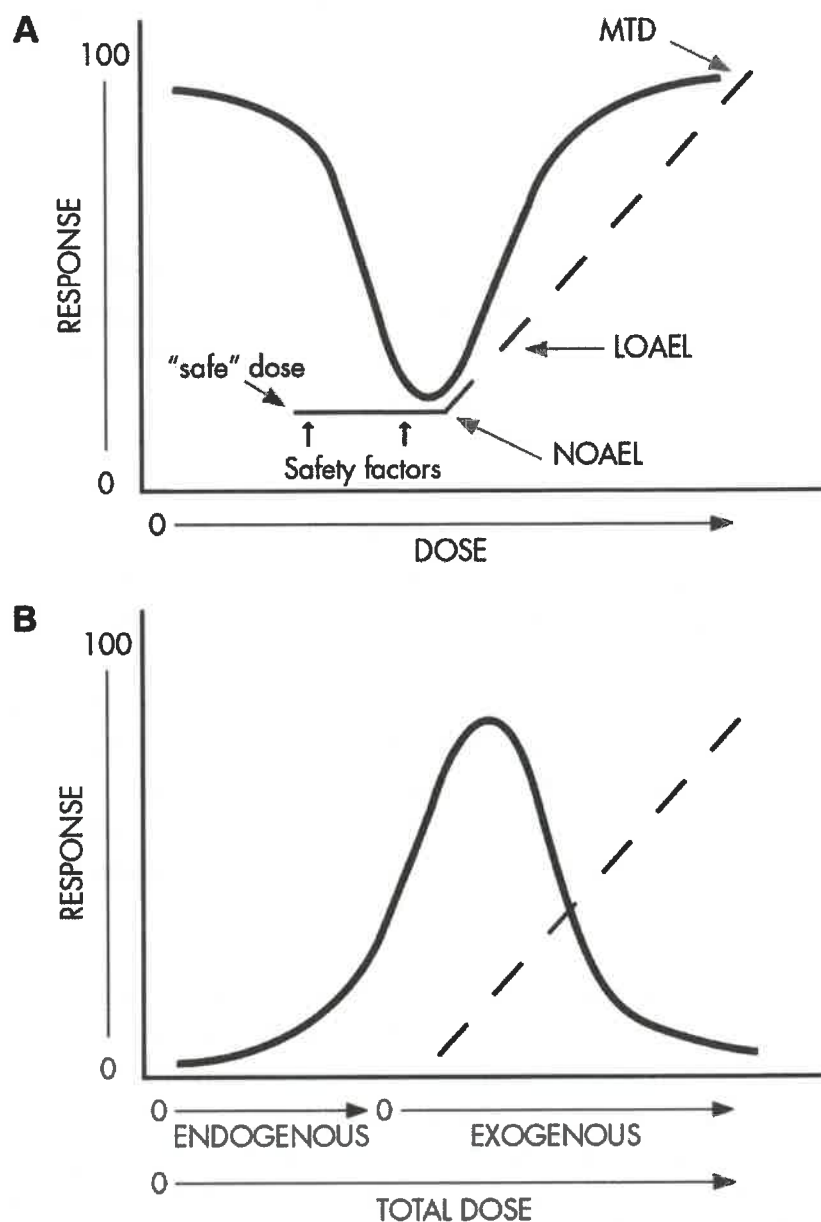 A
MTD
100
RESPONSE
LOAEL
"safe" dose
NOAEL
Safety factors
0
0
DOSE
B
100
RESPONSE
0
0 0
ENDOGENOUS EXOGENOUS
0
TOTAL DOSE